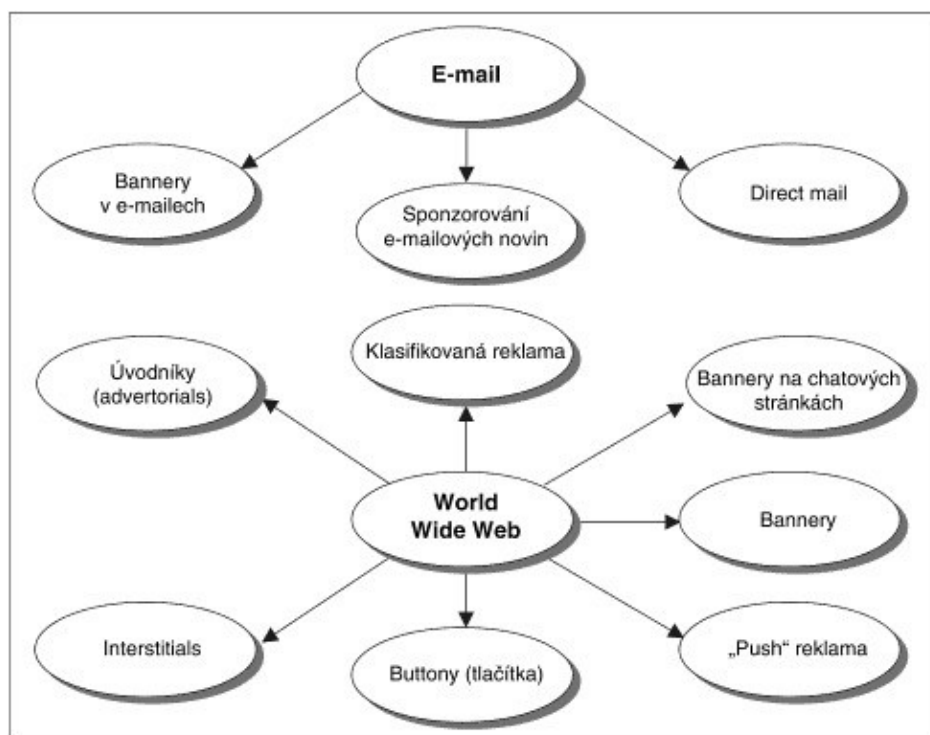 E-mail
Bannery
v e-mailech
Sponzorování
e-mailových novin
Direct mail
Úvodníky
(advertorials)
Klasifikovaná reklama
Bannery na chatových
stránkách
World
Wide Web
Bannery
Interstitials
Buttony (tlačítka)
„Push“ reklama